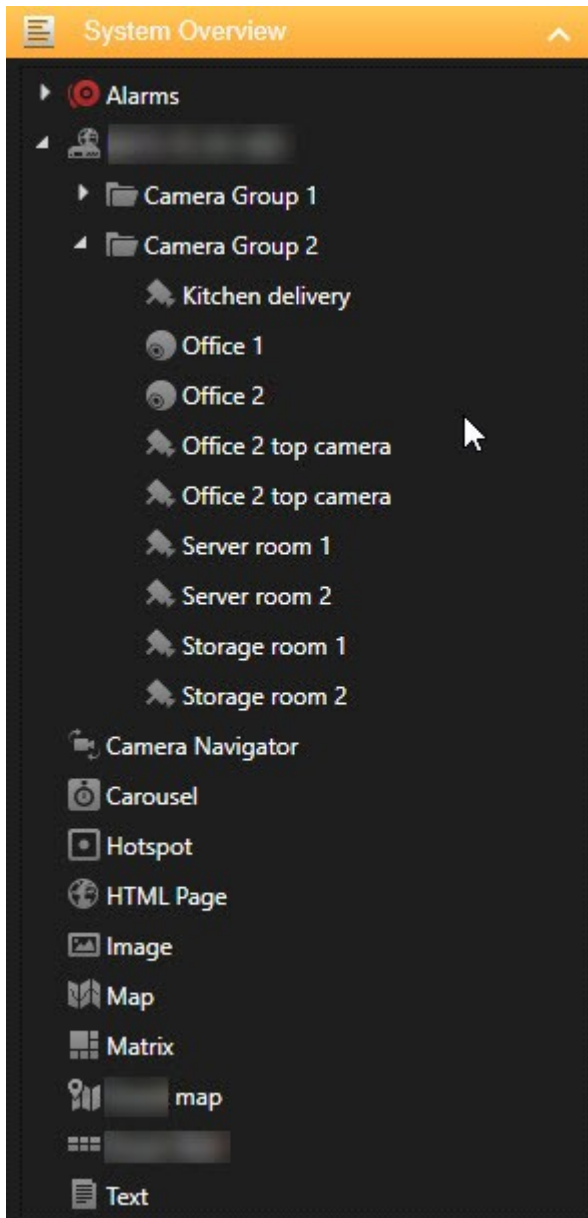 System Overview
Alarms
Camera Group 1
Camera Group 2
Kitchen delivery
Office 1
Office 2
Office 2 top camera
Office 2 top camera
Server room 1
Server room 2
Storage room 1
Storage room 2
Camera Navigator
Carousel
Hotspot
HTML Page
Image
Map
Matrix
map
Text